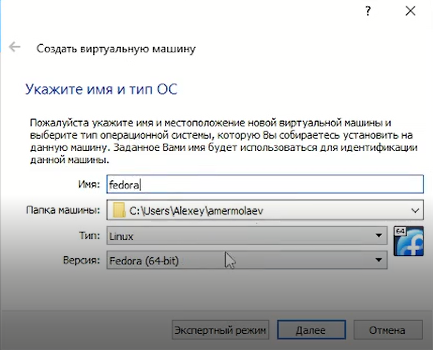 ?
Создать виртуальную машину
Укажите имя и тип ОС
Пожалуйста укажите имя и местоположение новой виртуальной машины и
выберите тип операционной системы, которую Вы собираетесь установить на
данную машину. Заданное Вами имя будет использоваться для идентификации
данной машины.
Имя: fedora
Папка машины: C:\Users\Alexey\amermolaev
Тип: Linux
64
Версия: Fedora (64-bit)
Экспертный режим Далее Отмена